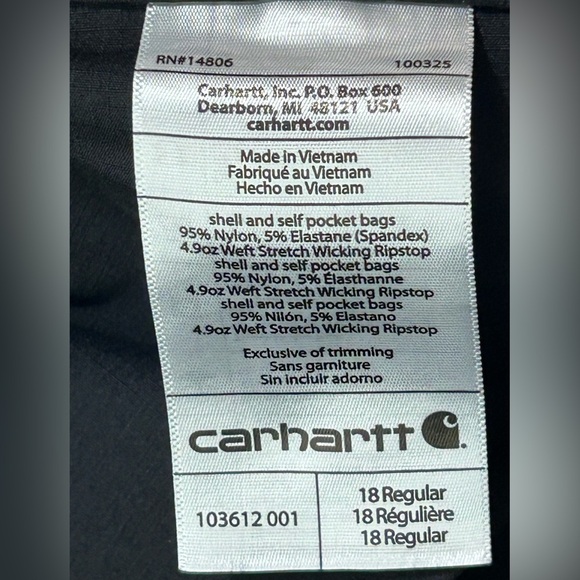 RN#14806 100325
Carhartt, Inc. P.O. Box 600
Dearborn, MI 48121 USA
carhartt.com
Made in Vietnam
Fabriqué au Vietnam
Hecho en Vietnam
shell and self pocket bags
95% Nylon, 5% Elastane (Spandex)
4.9oz Weft Stretch Wicking Ripstop
shell and self pocket bags
95% Nylon, 5% Élasthanne
4.9oz Weft Stretch Wicking Ripstop
shell and self pocket bags
95% Nilón, 5% Elastano
4.9oz Weft Stretch Wicking Ripstop
Exclusive of trimming
Sans garniture
Sin incluir adorno
carhartt
103612 001
18 Regular
18 Régulière
18 Regular